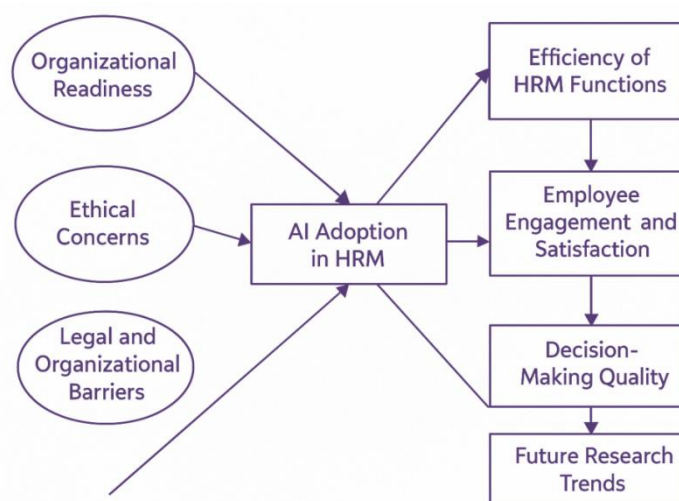 Organizational
Readiness
Ethical
Concerns
Legal and
Organizational
Barriers
AI Adoption
in HRM
Efficiency of
HRM Functions
Employee
Engagement and
Satisfaction
Decision-
Making Quality
Future Research
Trends